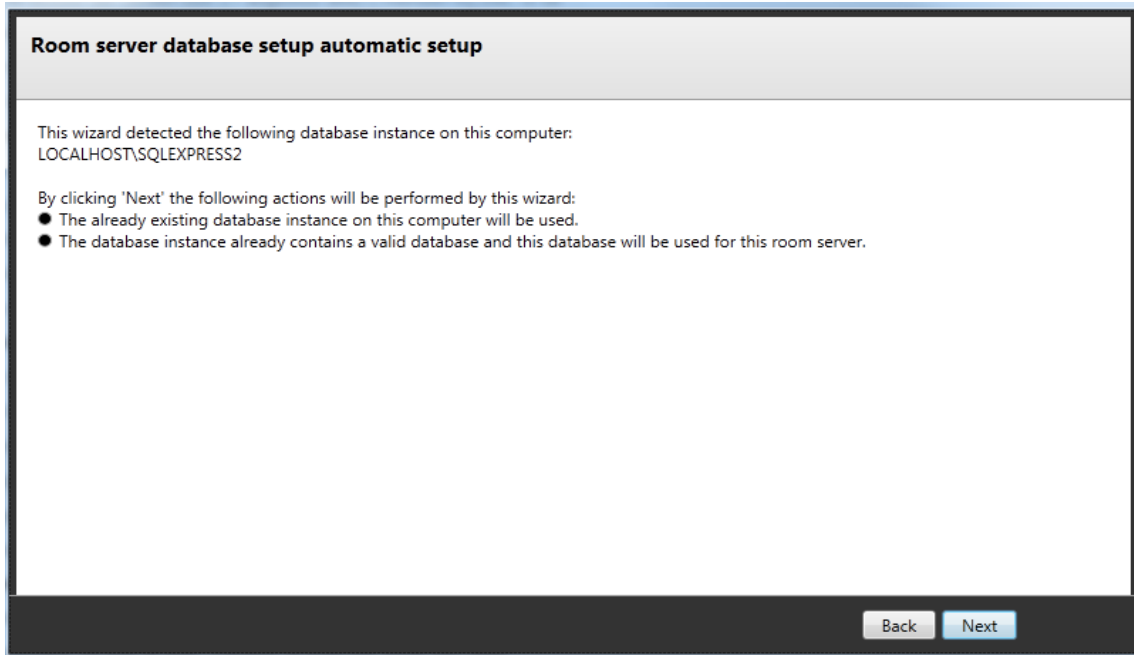 Room server database setup automatic setup
This wizard detected the following database instance on this computer:
LOCALHOST\SQLEXPRESS2
By clicking 'Next' the following actions will be performed by this wizard:
● The already existing database instance on this computer will be used.
● The database instance already contains a valid database and this database will be used for this room server.
Back Next